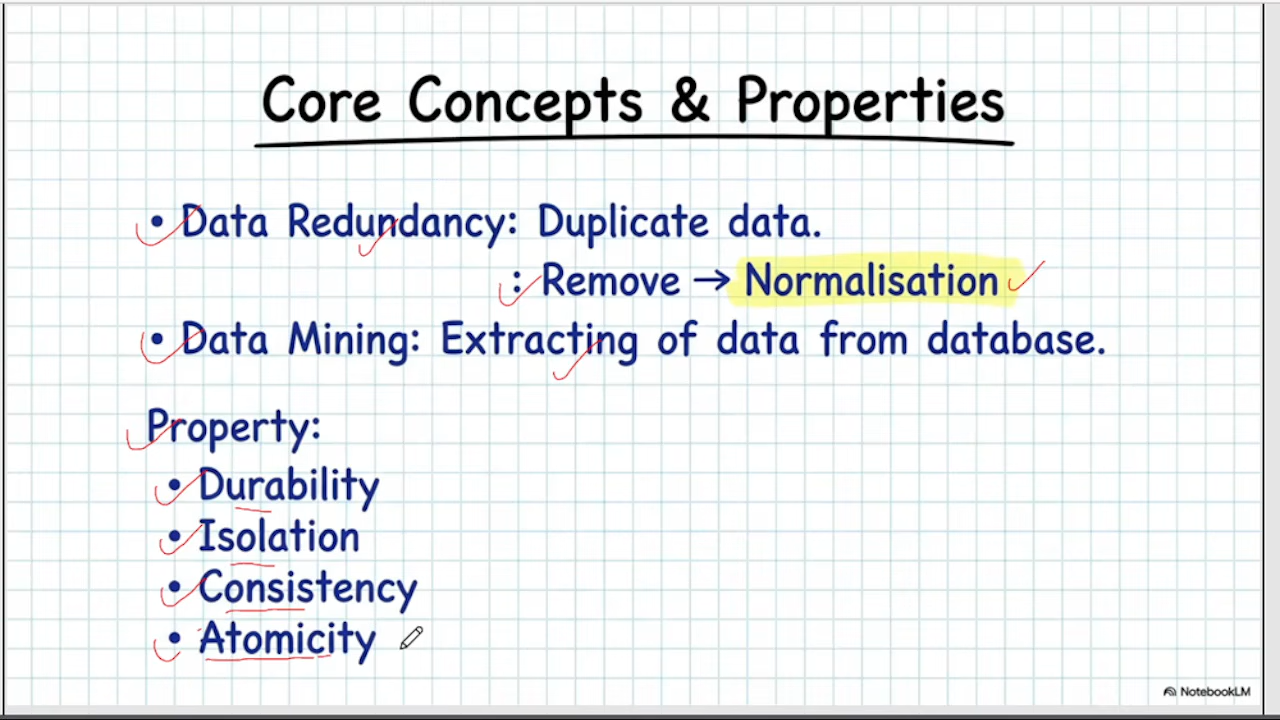 Core Concepts & Properties
• Data Redundancy: Duplicate data.
: Remove → Normalisation
• Data Mining: Extracting of data from database.
Property:
• Durability
• Isolation
• Consistency
• Atomicity
NotebookLM